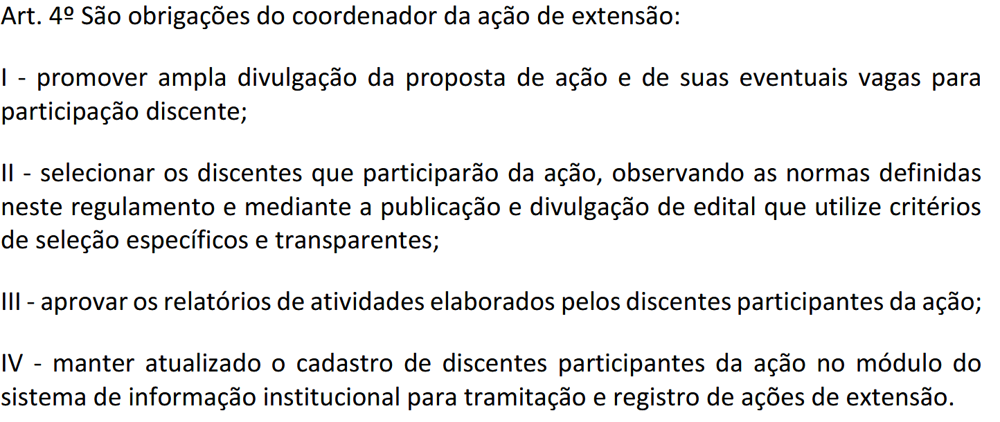 Art. 4º São obrigações do coordenador da ação de extensão:
I - promover ampla divulgação da proposta de ação e de suas eventuais vagas para
participação discente;
II - selecionar os discentes que participarão da ação, observando as normas definidas
neste regulamento e mediante a publicação e divulgação de edital que utilize critérios
de seleção específicos e transparentes;
III - aprovar os relatórios de atividades elaborados pelos discentes participantes da ação;
IV - manter atualizado o cadastro de discentes participantes da ação no módulo do
sistema de informação institucional para tramitação e registro de ações de extensão.